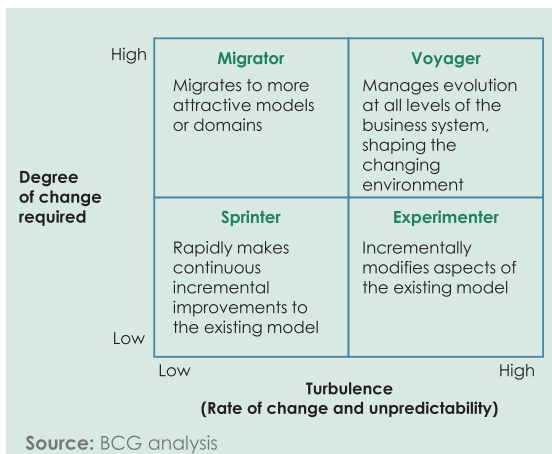 High
Migrator
Migrates to more
attractive models
or domains
Voyager
Manages evolution
at all levels of the
business system,
shaping the
changing
environment
Degree
of change
required
Sprinter
Rapidly makes
continuous
incremental
improvements to
the existing model
Experimenter
Incrementally
modifies aspects of
the existing model
Low
Low
High
Turbulence
(Rate of change and unpredictability)
Source: BCG analysis